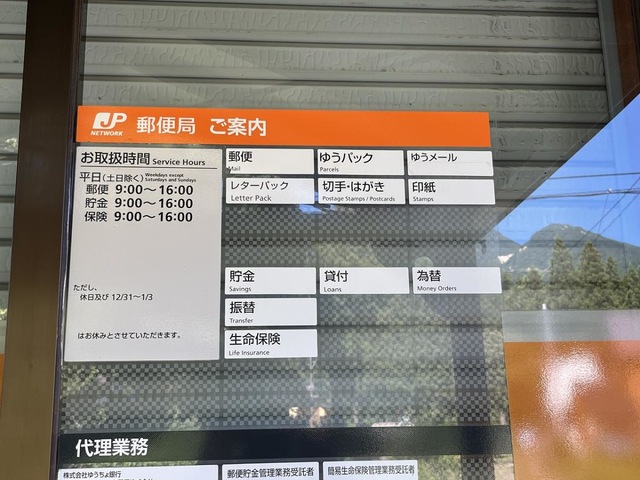 JP
NETWORK
郵便局 ご案内
お取扱時間 Service Hours
平日(土日除く) Weekdays except Saturdays and Sundays
郵便 9:00～16:00
貯金 9:00～16:00
保険 9:00～16:00
ただし、
休日及び 12/31～1/3
はお休みとさせていただきます。
郵便
Mail
ゆうパック
Parcels
ゆうメール
レターパック
Letter Pack
切手・はがき
Postage Stamps / Postcards
印紙
Stamps
貯金
Savings
貸付
Loans
為替
Money Orders
振替
Transfer
生命保険
Life Insurance
代理業務
株式会社ゆうちょ銀行
郵便貯金管理業務受託者
簡易生命保険管理業務受託者